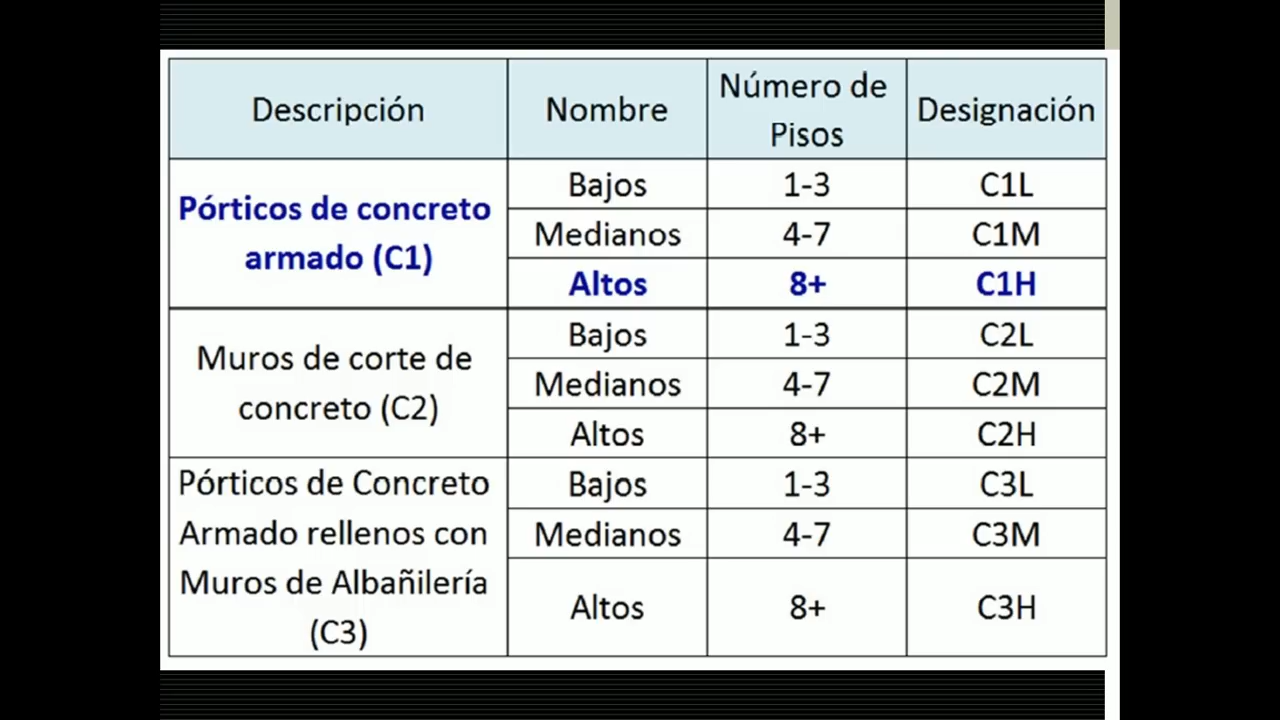 Descripción Nombre Número de Pisos Designación
Pórticos de concreto armado (C1) Bajos 1-3 C1L
Medianos 4-7 C1M
Altos 8+ C1H
Muros de corte de concreto (C2) Bajos 1-3 C2L
Medianos 4-7 C2M
Altos 8+ C2H
Pórticos de Concreto Armado rellenos con Muros de Albañilería (C3) Bajos 1-3 C3L
Medianos 4-7 C3M
Altos 8+ C3H